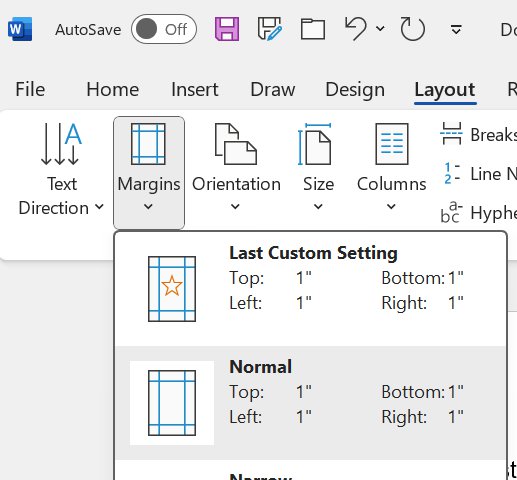 W
AutoSave Off Do
File Home Insert Draw Design Layout R
Text Direction Margins Orientation Size Columns Breaks
Line N
Hyphe
Last Custom Setting
Top: 1" Bottom: 1"
Left: 1" Right: 1"
Normal
Top: 1" Bottom: 1"
Left: 1" Right: 1"
Narrow
st